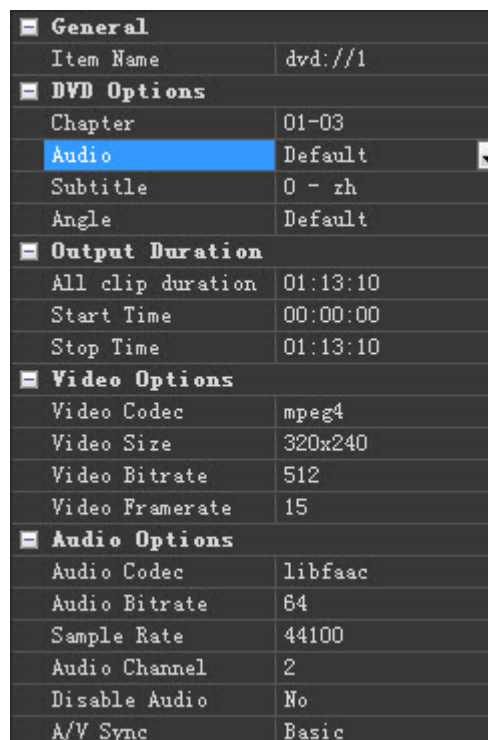 General
Item Name dvd://1
DVD Options
Chapter 01-03
Audio Default
Subtitle 0 - zh
Angle Default
Output Duration
All clip duration 01:13:10
Start Time 00:00:00
Stop Time 01:13:10
Video Options
Video Codec mpeg4
Video Size 320x240
Video Bitrate 512
Video Framerate 15
Audio Options
Audio Codec libfaac
Audio Bitrate 64
Sample Rate 44100
Audio Channel 2
Disable Audio No
A/V Sync Basic